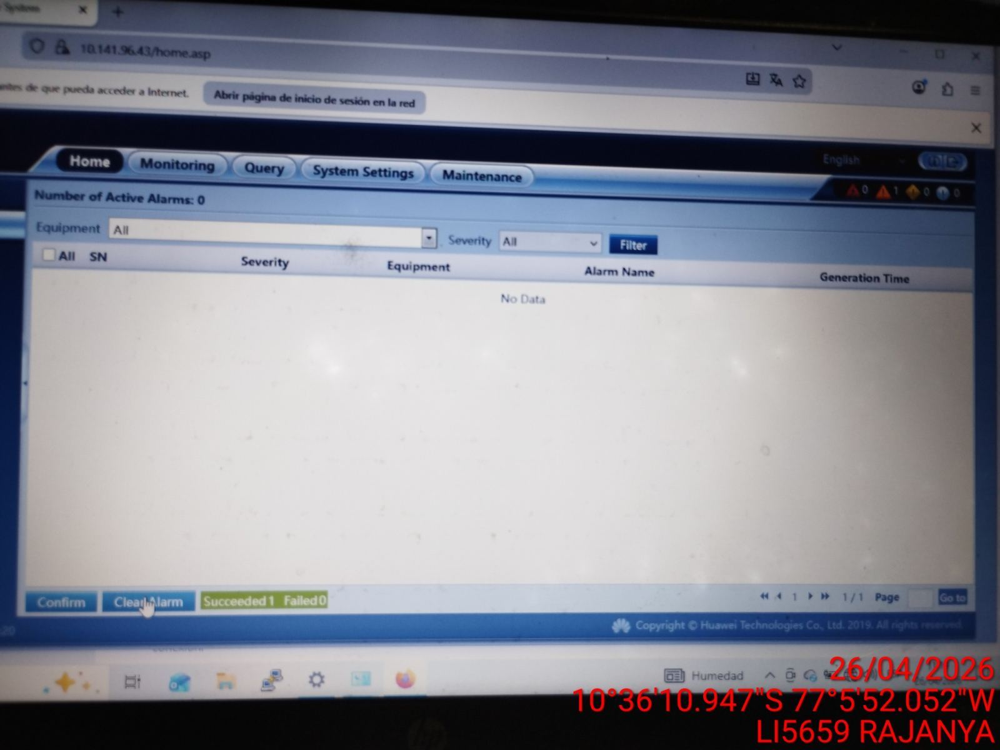 System
10.141.96.43/home.asp
antes de que pueda acceder a Internet. Abrir página de inicio de sesión en la red
Home Monitoring Query System Settings Maintenance English
0 1 0 0
Number of Active Alarms: 0
Equipment All Severity All Filter
All SN Severity Equipment Alarm Name Generation Time
No Data
Confirm Clear Alarm Succeeded 1 Failed 0 1 1 / 1 Page Go to
:20 Copyright © Huawei Technologies Co., Ltd. 2019. All rights reserved.
Humedad
26/04/2026
10°36'10.947"S 77°5'52.052"W
LI5659 RAJANYA